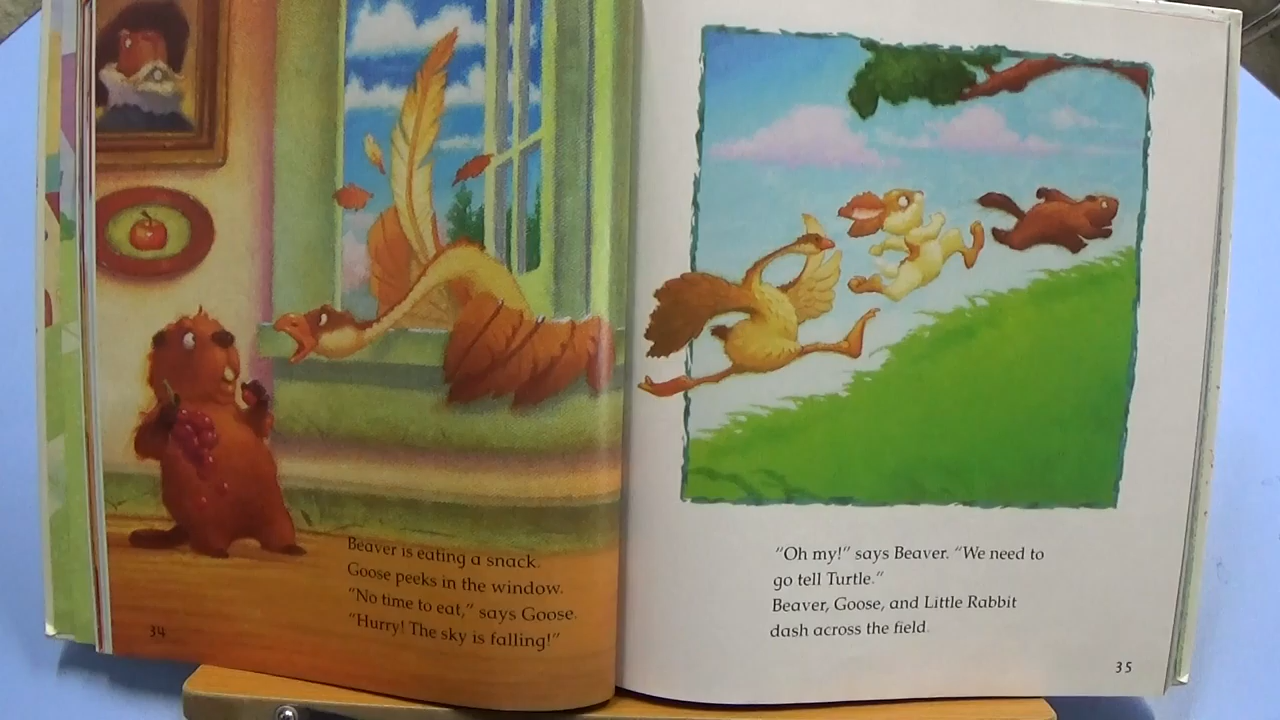 Beaver is eating a snack.
Goose peeks in the window.
“No time to eat,” says Goose.
“Hurry! The sky is falling!”
34
“Oh my!” says Beaver. “We need to
go tell Turtle.”
Beaver, Goose, and Little Rabbit
dash across the field.
35